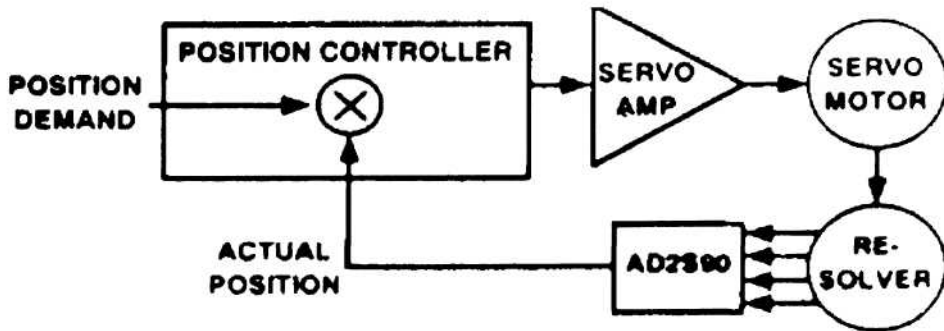 POSITION CONTROLLER
POSITION
DEMAND
SERVO
AMP
SERVO
MOTOR
ACTUAL
POSITION
AD2S90
RE-
SOLVER